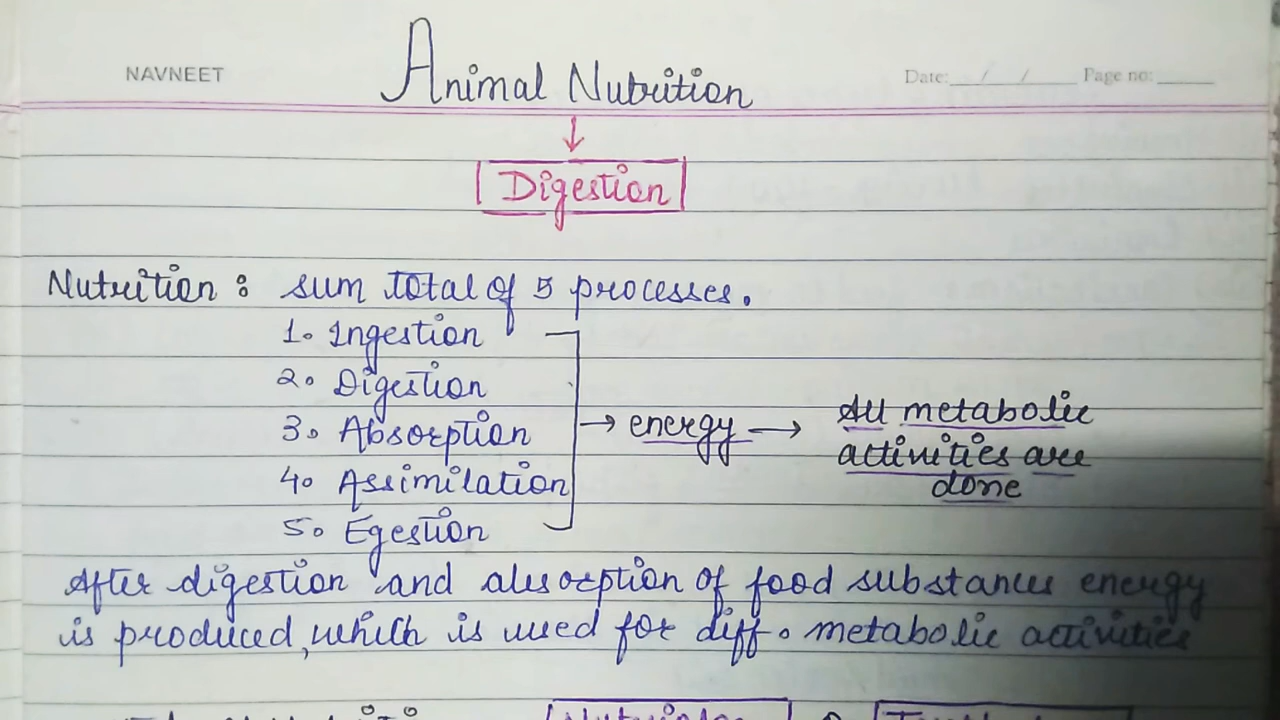 NAVNEET
Date: / / Page no:
Animal Nutrition
↓
Digestion
Nutrition : sum total of 5 processes.
1. Ingestion
2. Digestion
3. Absorption
4. Assimilation
5. Egestion
→ energy → All metabolic
activities are
done
After digestion and absorption of food substances energy
is produced, which is used for diff. metabolic activities